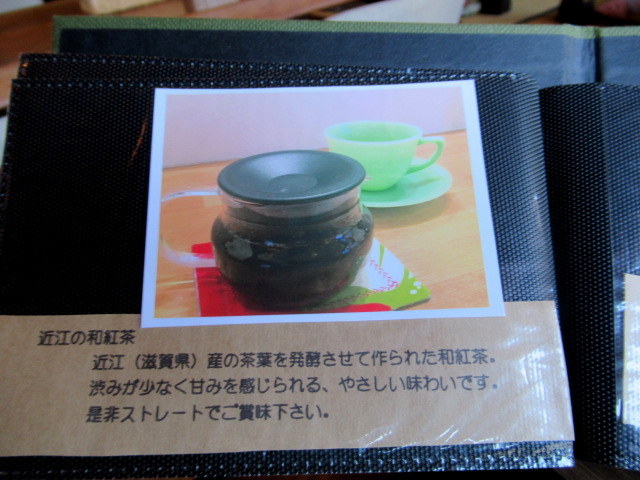 近江の和紅茶
近江（滋賀県）産の茶葉を発酵させて作られた和紅茶。
渋みが少なく甘みを感じられる、やさしい味わいです。
是非ストレートでご賞味下さい。